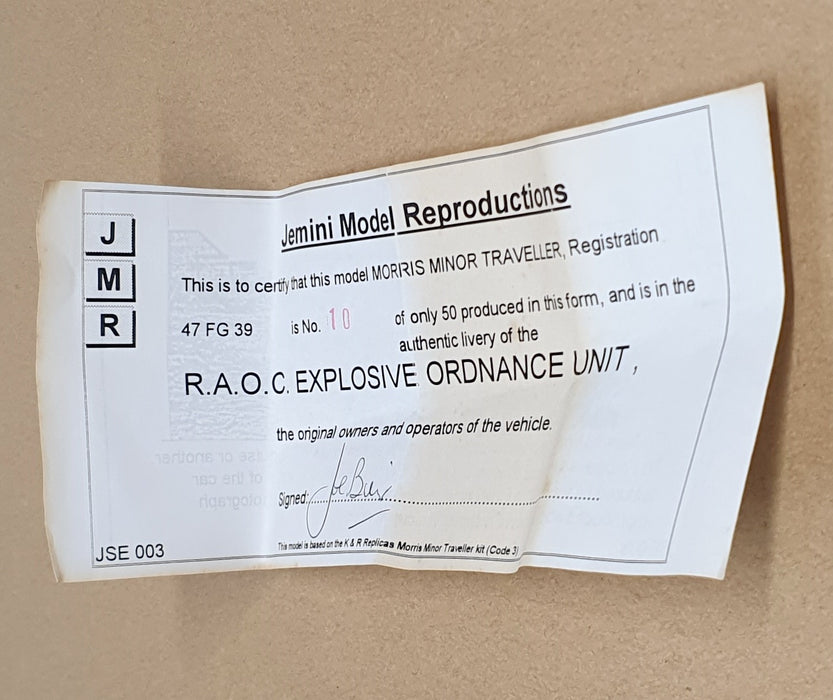 J
M
R
Jemini Model Reproductions
This is to certify that this model MORRIS MINOR TRAVELLER, Registration
47 FG 39 is No. 10 of only 50 produced in this form, and is in the
authentic livery of the
R.A.O.C. EXPLOSIVE ORDNANCE UNIT,
the original owners and operators of the vehicle.
Signed:
JSE 003
This model is based on the K & R Replicas Morris Minor Traveller kit (Code 3)